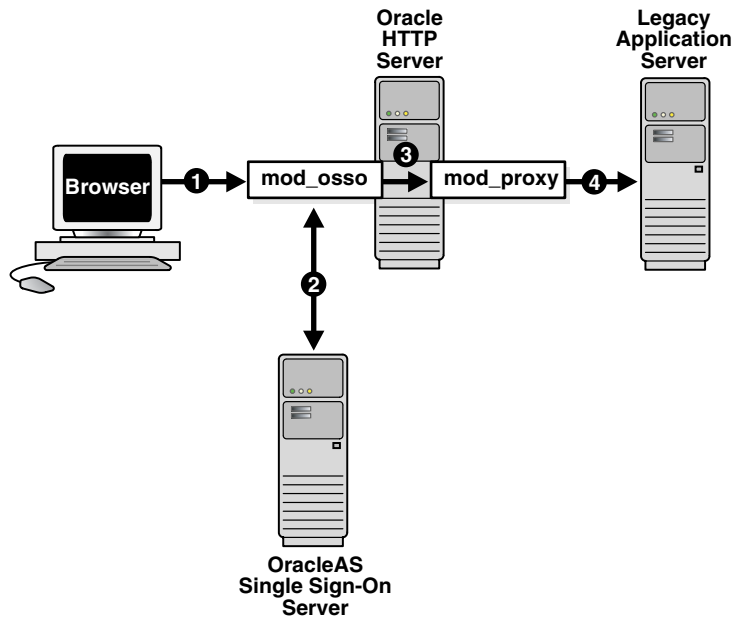 Oracle
HTTP
Server
Legacy
Application
Server
Browser
1
mod_osso
3
mod_proxy
4
2
OracleAS
Single Sign-On
Server